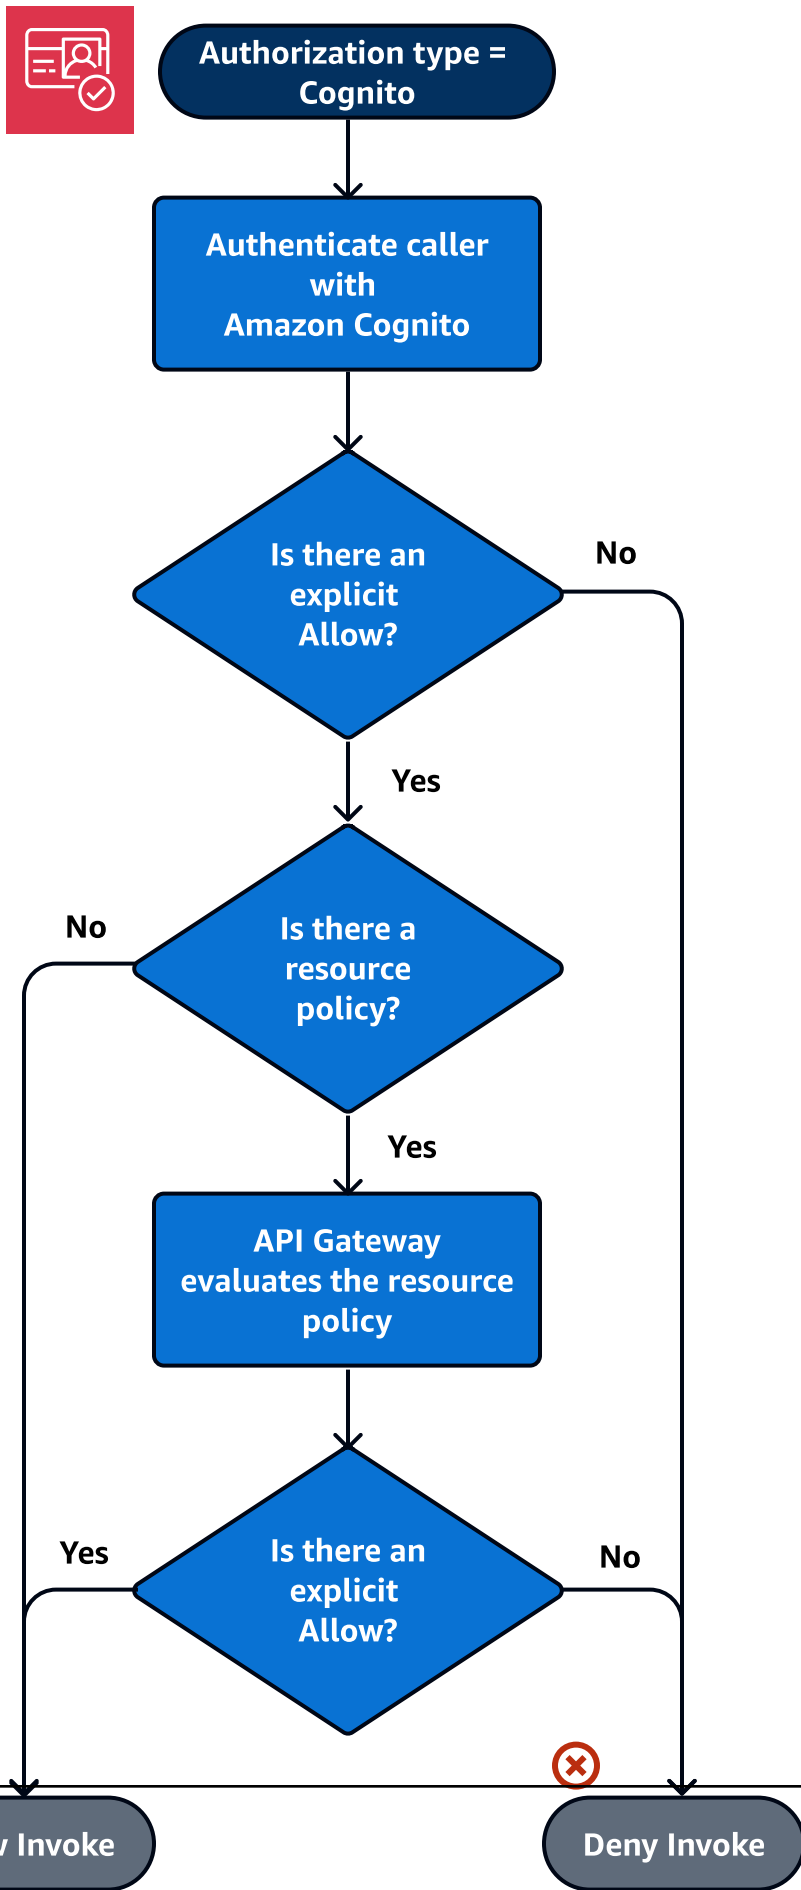 Authorization type =
Cognito
Authenticate caller
with
Amazon Cognito
Is there an
explicit
Allow?
No
Yes
Is there a
resource
policy?
No
Yes
API Gateway
evaluates the resource
policy
Is there an
explicit
Allow?
Yes
No
Invoke
Deny Invoke